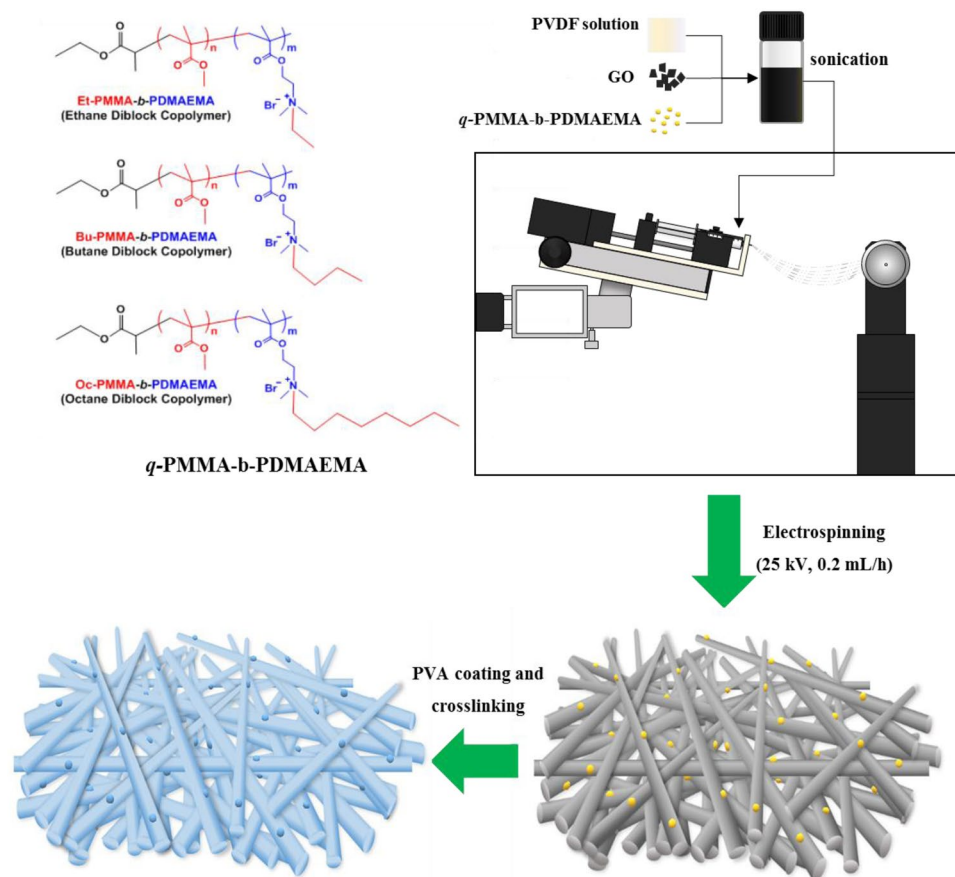 O
O
n
m
O
O
O
O
Br⁻
+
N
Et-PMMA-b-PDMAEMA
(Ethane Diblock Copolymer)
O
O
n
m
O
O
O
O
Br⁻
+
N
Bu-PMMA-b-PDMAEMA
(Butane Diblock Copolymer)
O
O
n
m
O
O
O
O
Br⁻
+
N
Oc-PMMA-b-PDMAEMA
(Octane Diblock Copolymer)
q-PMMA-b-PDMAEMA
PVDF solution
GO
q-PMMA-b-PDMAEMA
sonication
Electrospinning
(25 kV, 0.2 mL/h)
PVA coating and
crosslinking